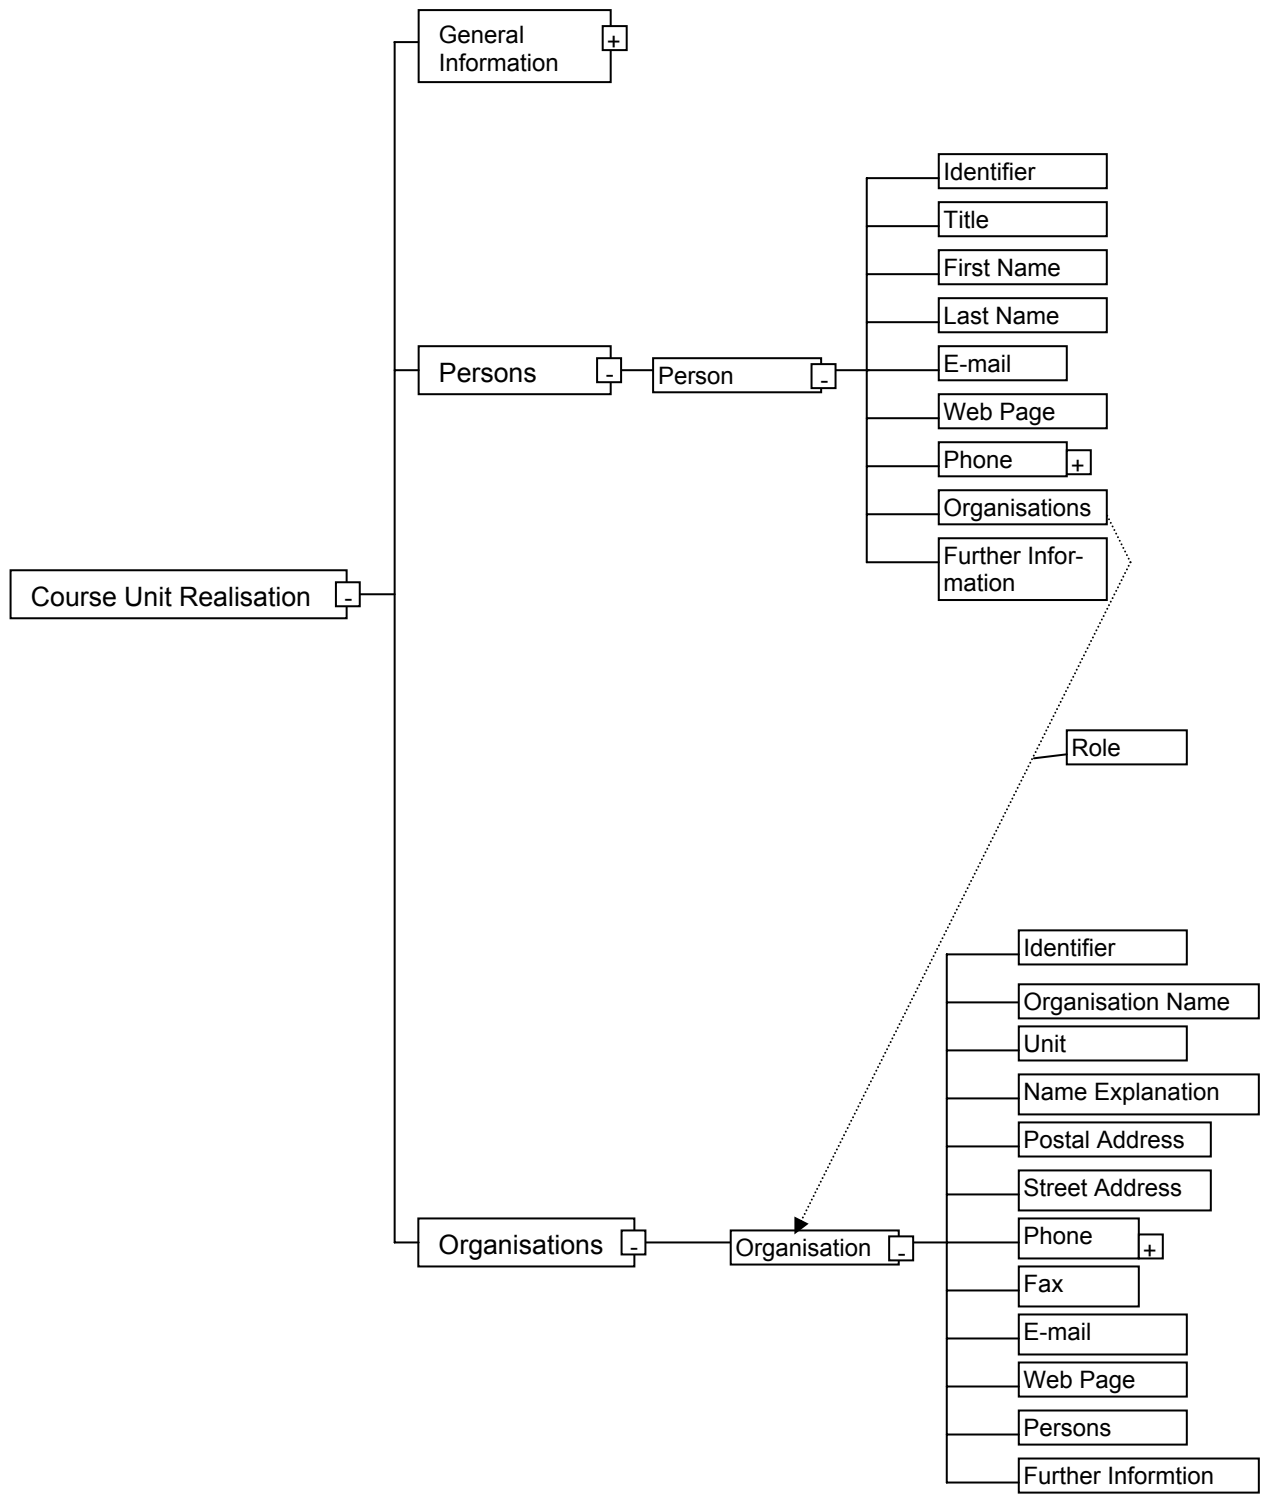 General
Information
+
Identifier
Title
First Name
Last Name
Persons
-
Person
-
E-mail
Web Page
Phone
+
Organisations
Further Infor-
mation
Course Unit Realisation
-
Role
Identifier
Organisation Name
Unit
Name Explanation
Postal Address
Street Address
Organisations
-
Organisation
-
Phone
+
Fax
E-mail
Web Page
Persons
Further Informtion